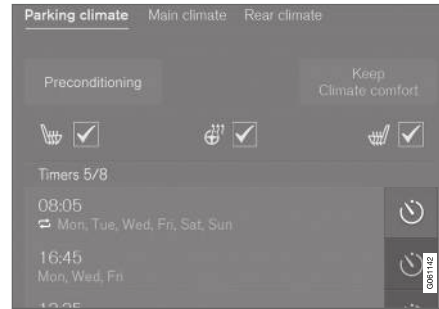 Parking climate Main climate Rear climate
Preconditioning
Keep
Climate comfort
Timers 5/8
08:05
Mon, Tue, Wed, Fri, Sat, Sun
16:45
Mon, Wed, Fri
G061142